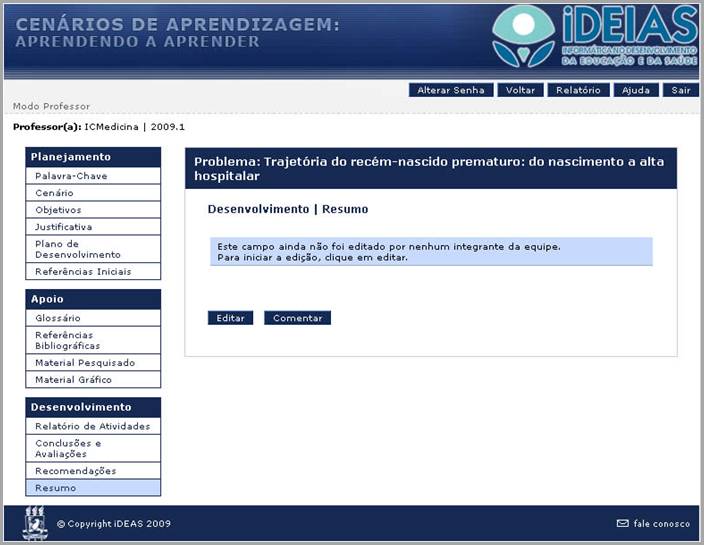 CENÁRIOS DE APRENDIZAGEM:
APRENDENDO A APRENDER
iDEIAS
INFORMÁTICA NO DESENVOLVIMENTO
DA EDUCAÇÃO E DA SAÚDE
Alterar Senha
Voltar
Relatório
Ajuda
Sair
Modo Professor
Professor(a): ICMedicina | 2009.1
Planejamento
Palavra-Chave
Cenário
Objetivos
Justificativa
Plano de
Desenvolvimento
Referências Iniciais
Apoio
Glossário
Referências
Bibliográficas
Material Pesquisado
Material Gráfico
Desenvolvimento
Relatório de Atividades
Conclusões e
Avaliações
Recomendações
Resumo
Problema: Trajetória do recém-nascido prematuro: do nascimento a alta
hospitalar
Desenvolvimento | Resumo
Este campo ainda não foi editado por nenhum integrante da equipe.
Para iniciar a edição, clique em editar.
Editar
Comentar
© Copyright iDEAS 2009
fale conosco